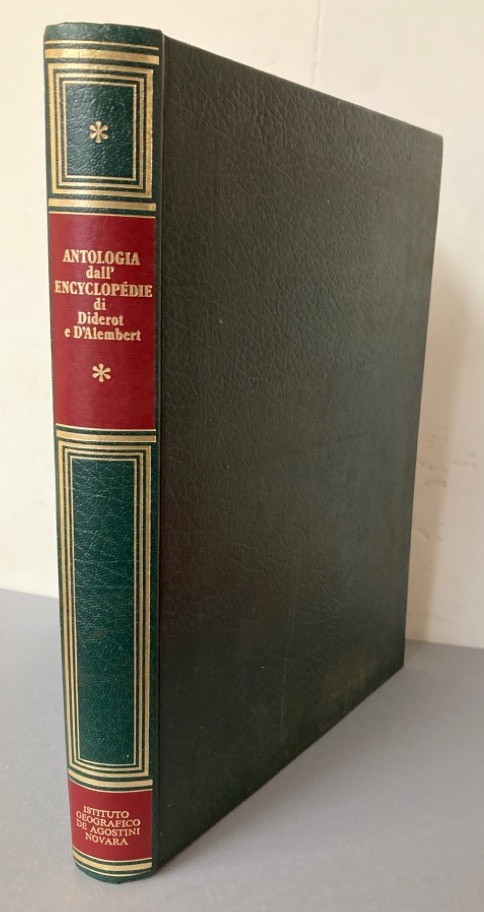 *
ANTOLOGIA
dall'
ENCYCLOPÉDIE
di
Diderot
e D'Alembert
*
ISTITUTO
GEOGRAFICO
DE AGOSTINI
NOVARA